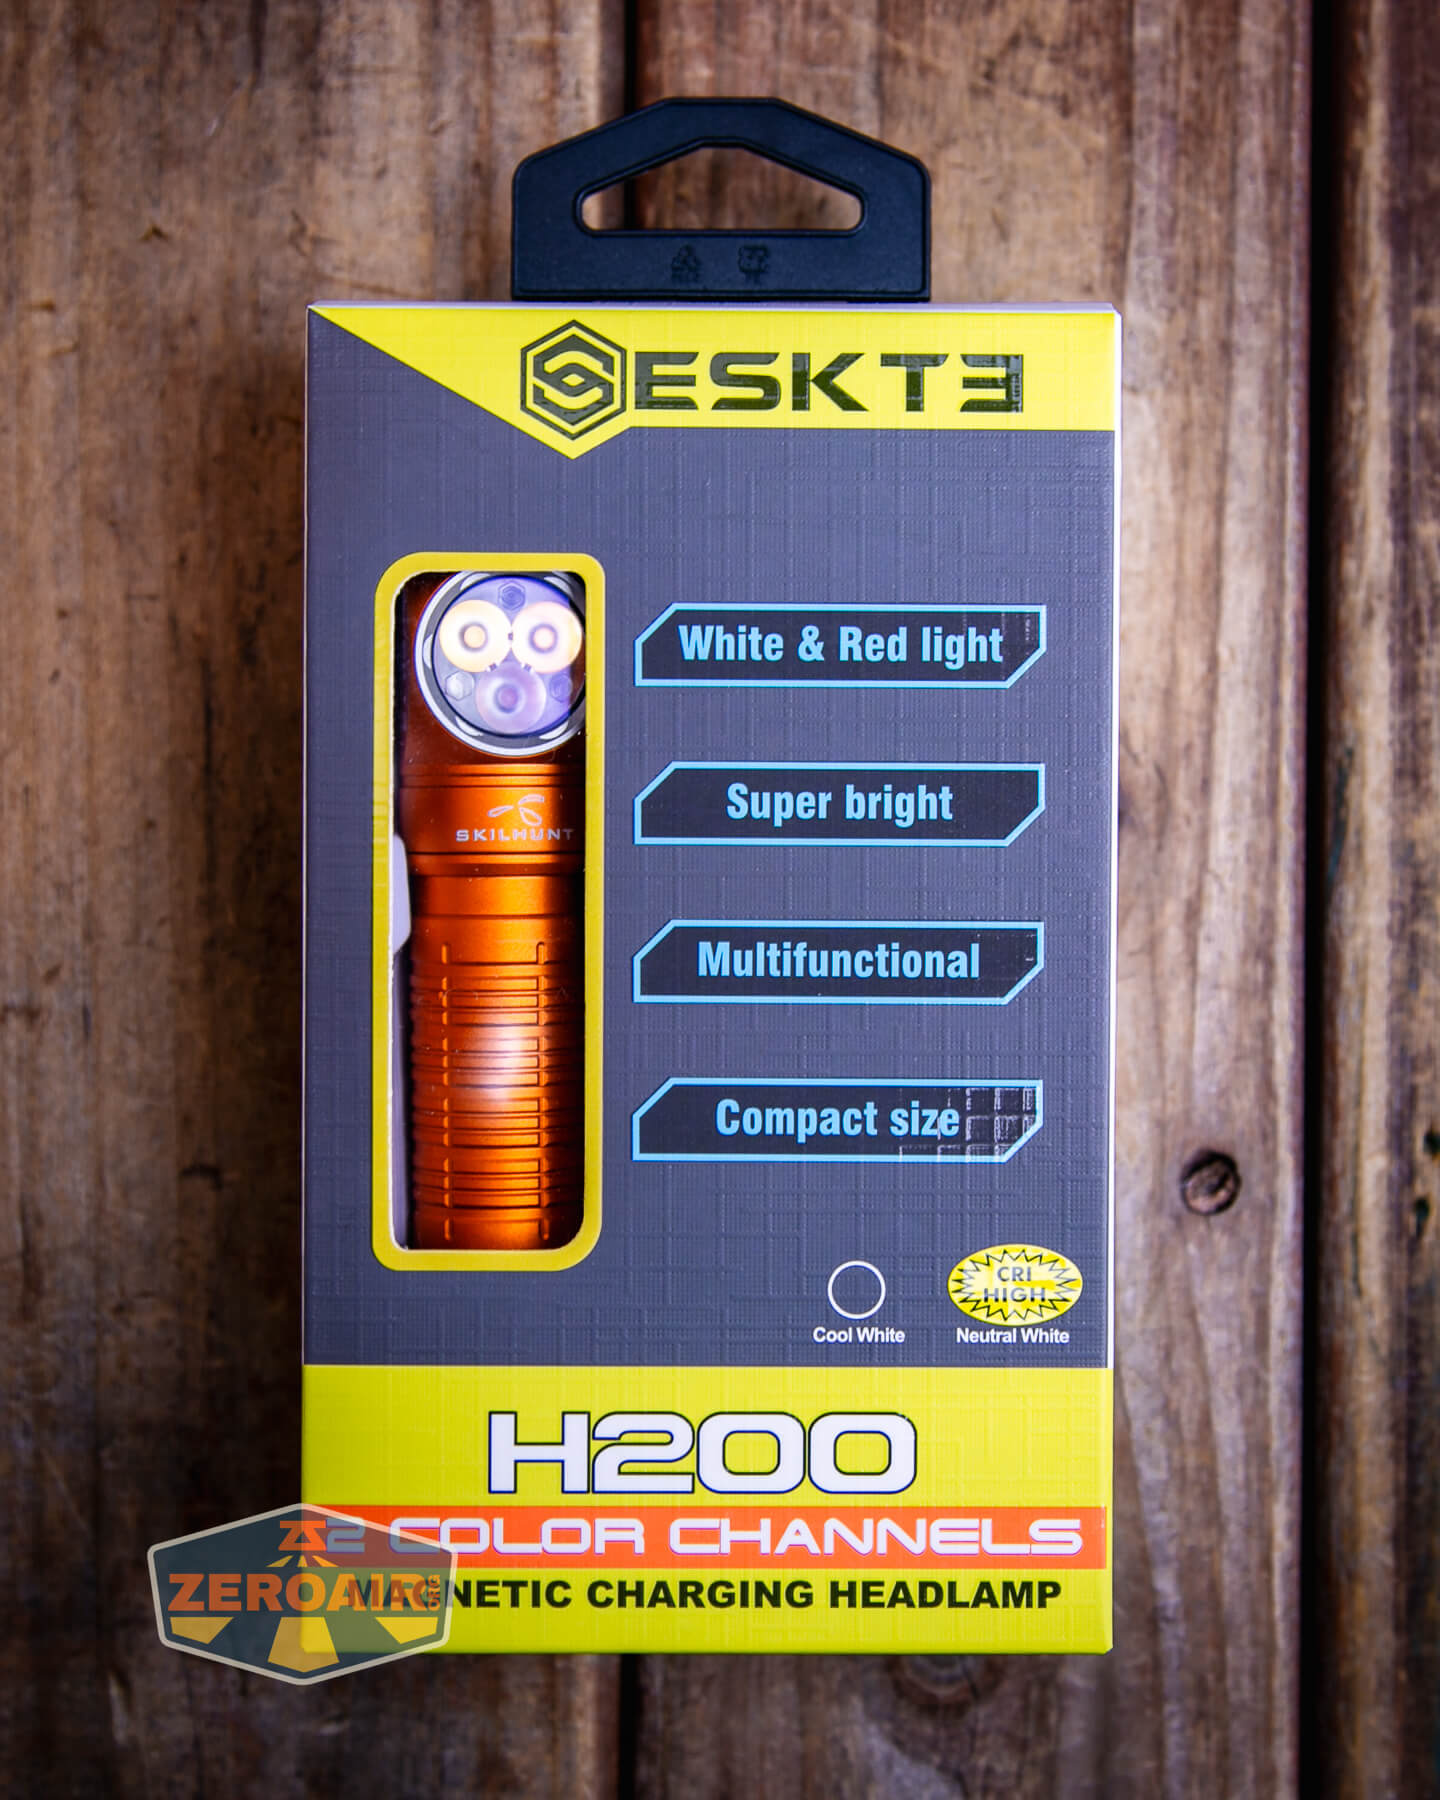 ESKTE
SKILHUNT
White & Red light
Super bright
Multifunctional
Compact size
CRI
HIGH
Cool White
Neutral White
H200
2 COLOR CHANNELS
MAGNETIC CHARGING HEADLAMP
ZEROAIR
ORG